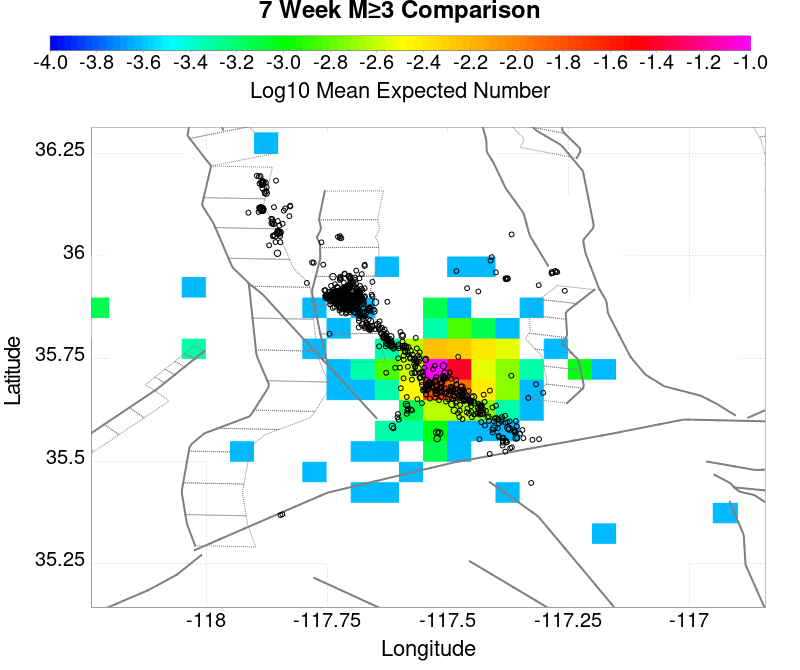 7 Week M≥3 Comparison
-4.0 -3.8 -3.6 -3.4 -3.2 -3.0 -2.8 -2.6 -2.4 -2.2 -2.0 -1.8 -1.6 -1.4 -1.2 -1.0
Log10 Mean Expected Number
36.25
36
35.75
35.5
35.25
Latitude
-118 -117.75 -117.5 -117.25 -117
Longitude